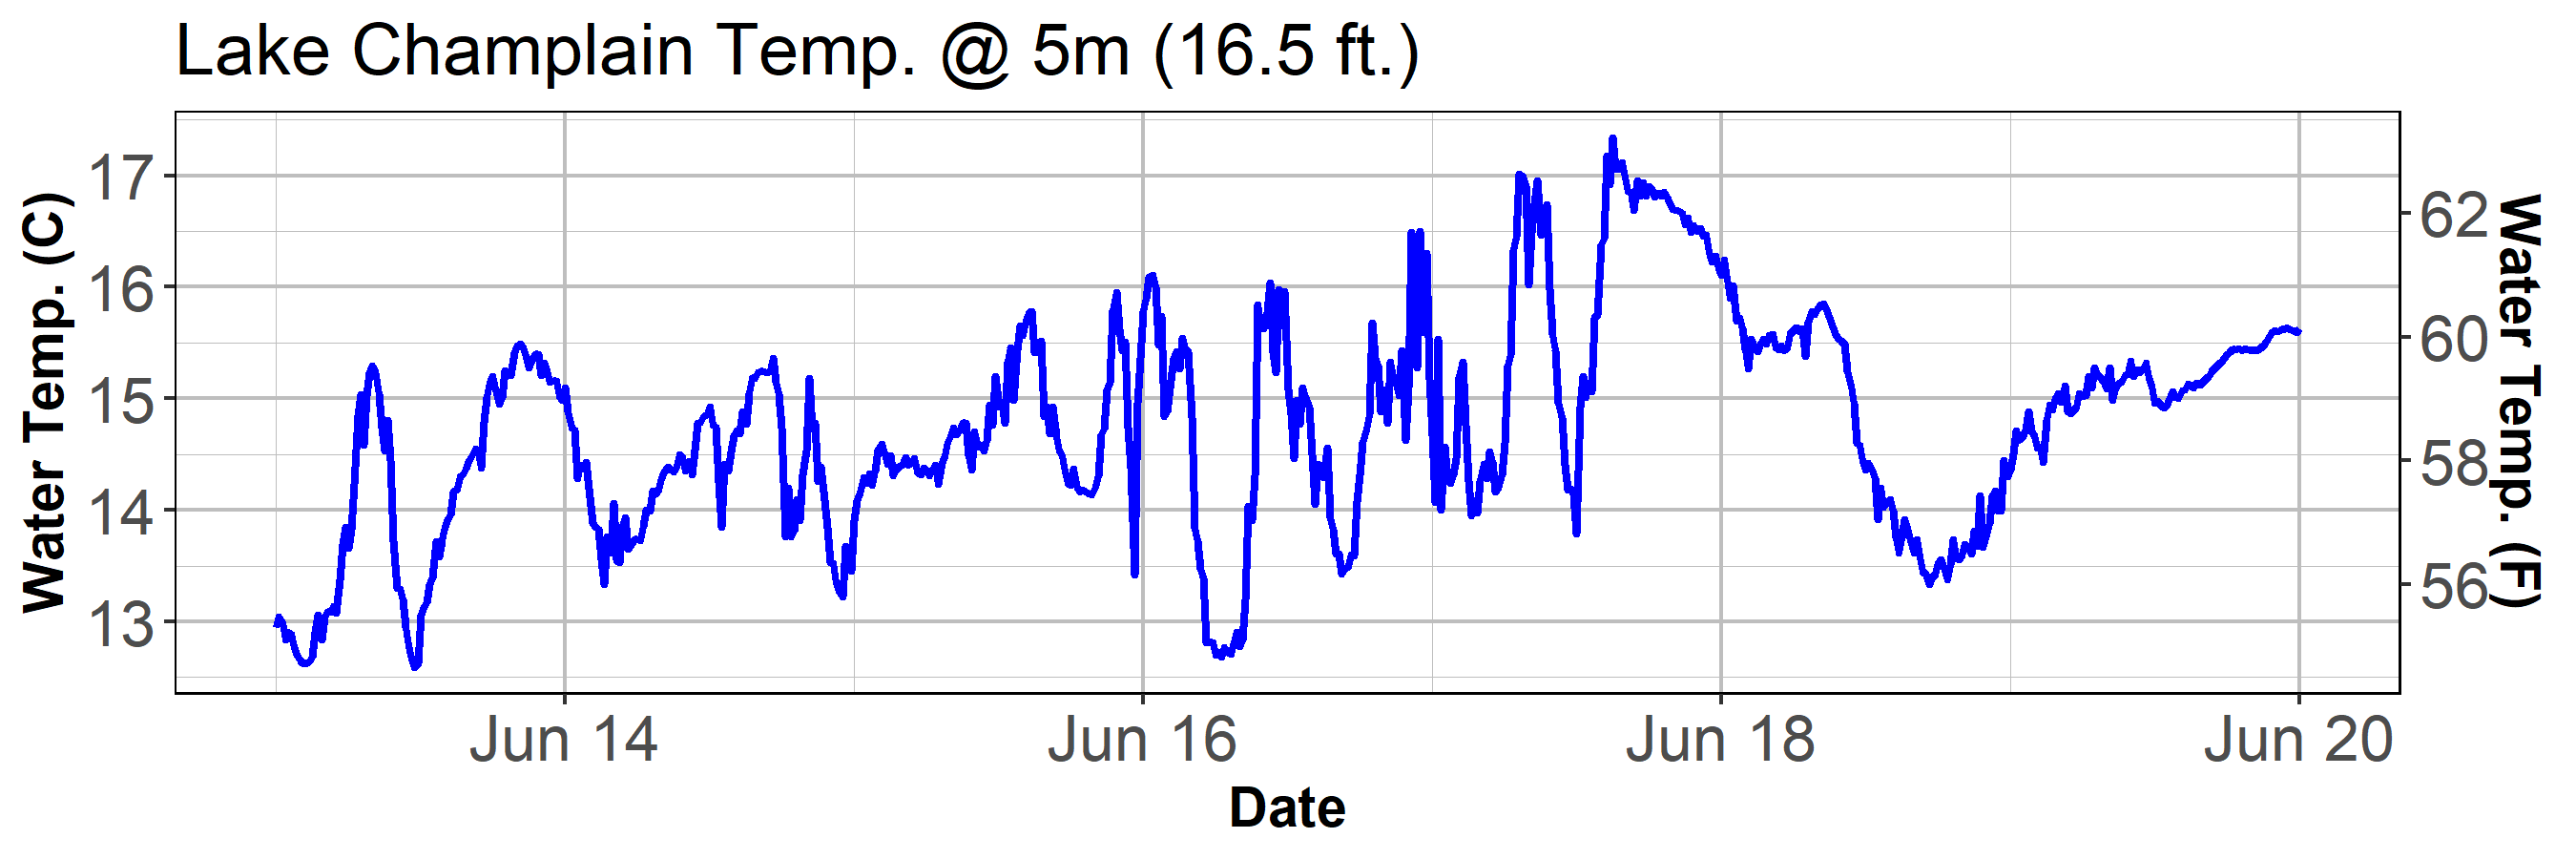 Lake Champlain Temp. @ 5m (16.5 ft.)
Water Temp. (C)
17
16
15
14
13
62
60
58
56
Water Temp. (F)
Jun 14 Jun 16 Jun 18 Jun 20
Date